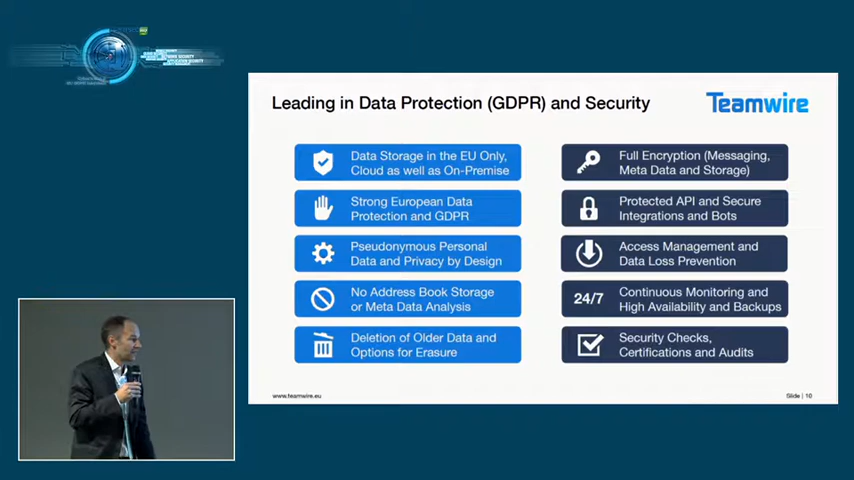 Leading in Data Protection (GDPR) and Security
Teamwire
Data Storage in the EU Only,
Cloud as well as On-Premise
Strong European Data
Protection and GDPR
Pseudonymous Personal
Data and Privacy by Design
No Address Book Storage
or Meta Data Analysis
Deletion of Older Data and
Options for Erasure
Full Encryption (Messaging,
Meta Data and Storage)
Protected API and Secure
Integrations and Bots
Access Management and
Data Loss Prevention
24/7
Continuous Monitoring and
High Availability and Backups
Security Checks,
Certifications and Audits
www.teamwire.eu
Slide | 10